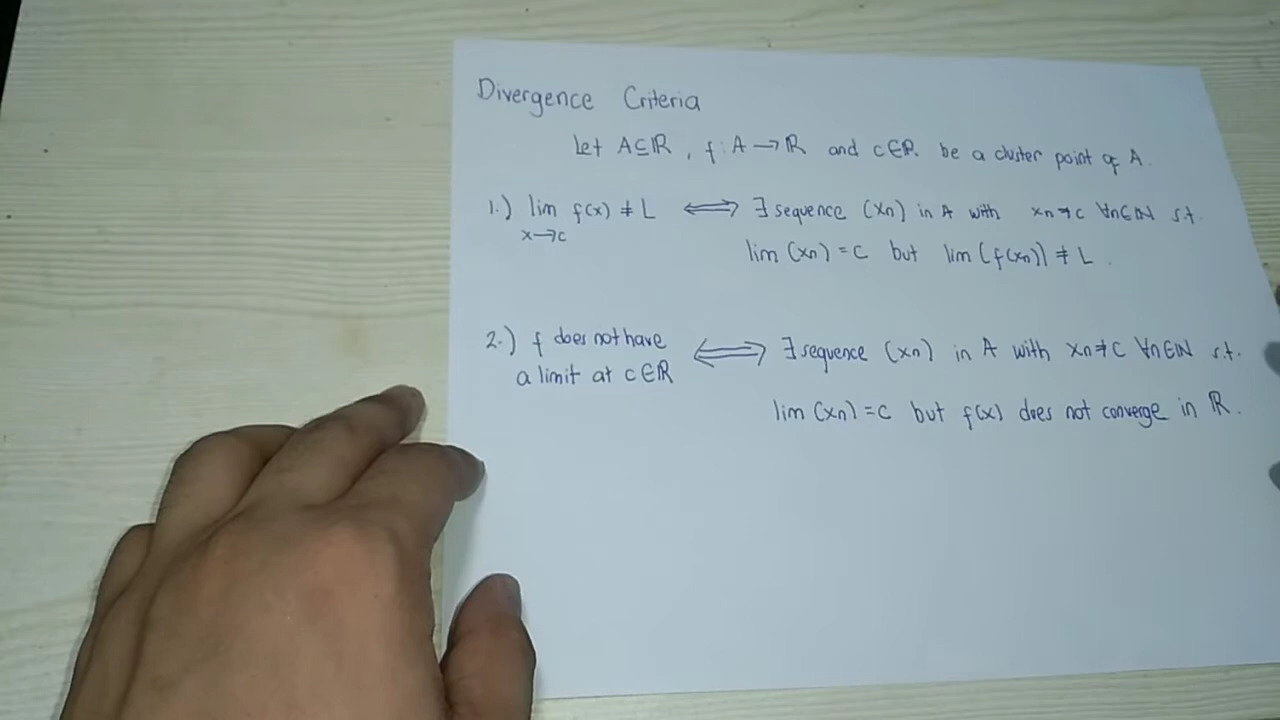 Divergence Criteria
Let A⊆ℝ, f: A→ℝ and c∈ℝ be a cluster point of A.
1.) lim f(x) ≠ L ⟺ ∃ sequence (xn) in A with xn≠c ∀n∈ℕ s.t.
x→c
lim (xn) = c but lim (f(xn)) ≠ L.
2.) f does not have ⟺ ∃ sequence (xn) in A with xn≠c ∀n∈ℕ s.t.
a limit at c∈ℝ
lim (xn) = c but f(x) does not converge in ℝ.